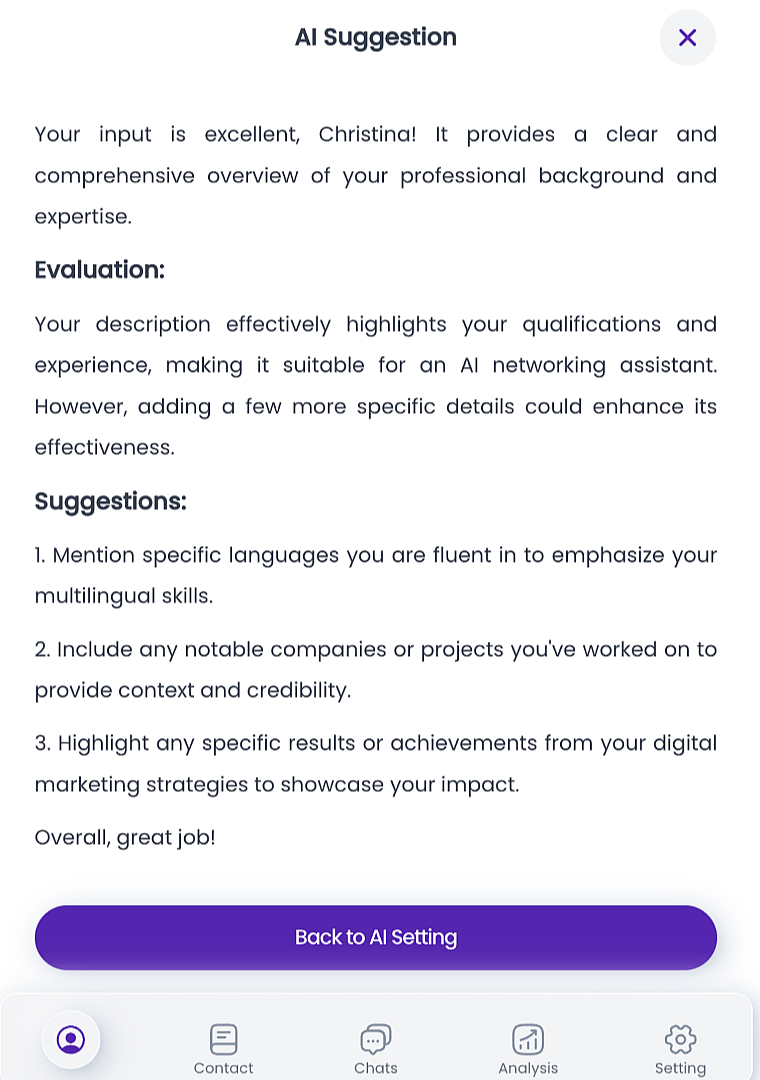 AI Suggestion
Your input is excellent, Christina! It provides a clear and
comprehensive overview of your professional background and
expertise.
Evaluation:
Your description effectively highlights your qualifications and
experience, making it suitable for an AI networking assistant.
However, adding a few more specific details could enhance its
effectiveness.
Suggestions:
1. Mention specific languages you are fluent in to emphasize your
multilingual skills.
2. Include any notable companies or projects you've worked on to
provide context and credibility.
3. Highlight any specific results or achievements from your digital
marketing strategies to showcase your impact.
Overall, great job!
Back to AI Setting
Contact
Chats
Analysis
Setting